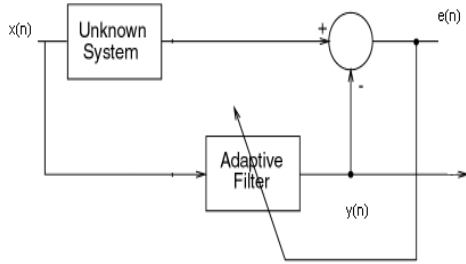 x(n)
Unknown
System
+
e(n)
-
Adaptive
Filter
y(n)